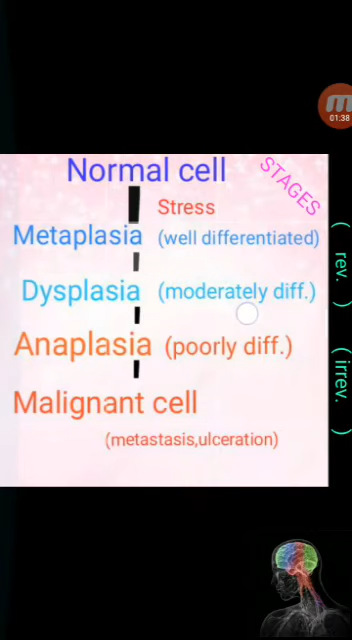 01:38
Normal cell
STAGES
Stress
Metaplasia (well differentiated)
( rev. )
Dysplasia (moderately diff.)
Anaplasia (poorly diff.)
( irrev. )
Malignant cell
(metastasis,ulceration)